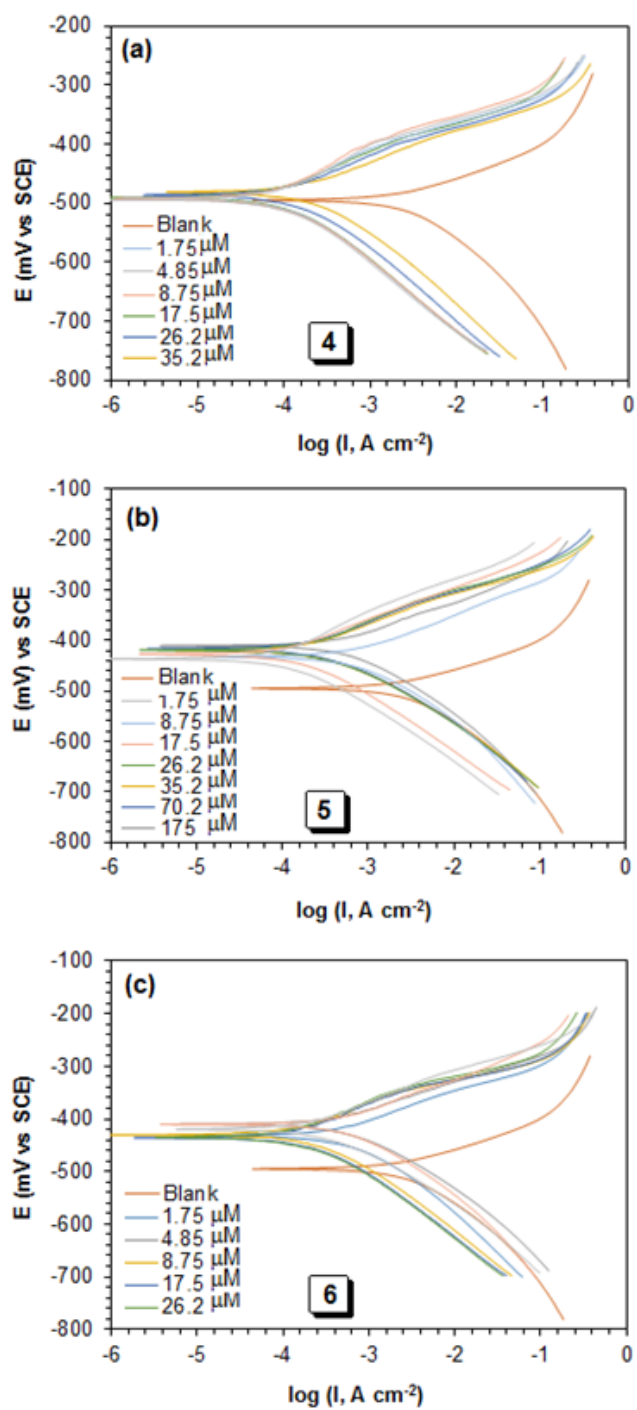 (a)
-200
-300
-400
-500
-600
-700
-800
E (mV vs SCE)
Blank
1.75 μM
4.85 μM
8.75 μM
17.5 μM
26.2 μM
35.2 μM
4
-6 -5 -4 -3 -2 -1 0
log (I, A cm-2)
(b)
-100
-200
-300
-400
-500
-600
-700
-800
E (mV) vs SCE
Blank
1.75 μM
8.75 μM
17.5 μM
26.2 μM
35.2 μM
70.2 μM
175 μM
5
-6 -5 -4 -3 -2 -1 0
log (I, A cm-2)
(c)
-100
-200
-300
-400
-500
-600
-700
-800
E (mV vs SCE)
Blank
1.75 μM
4.85 μM
8.75 μM
17.5 μM
26.2 μM
6
-6 -5 -4 -3 -2 -1 0
log (I, A cm-2)